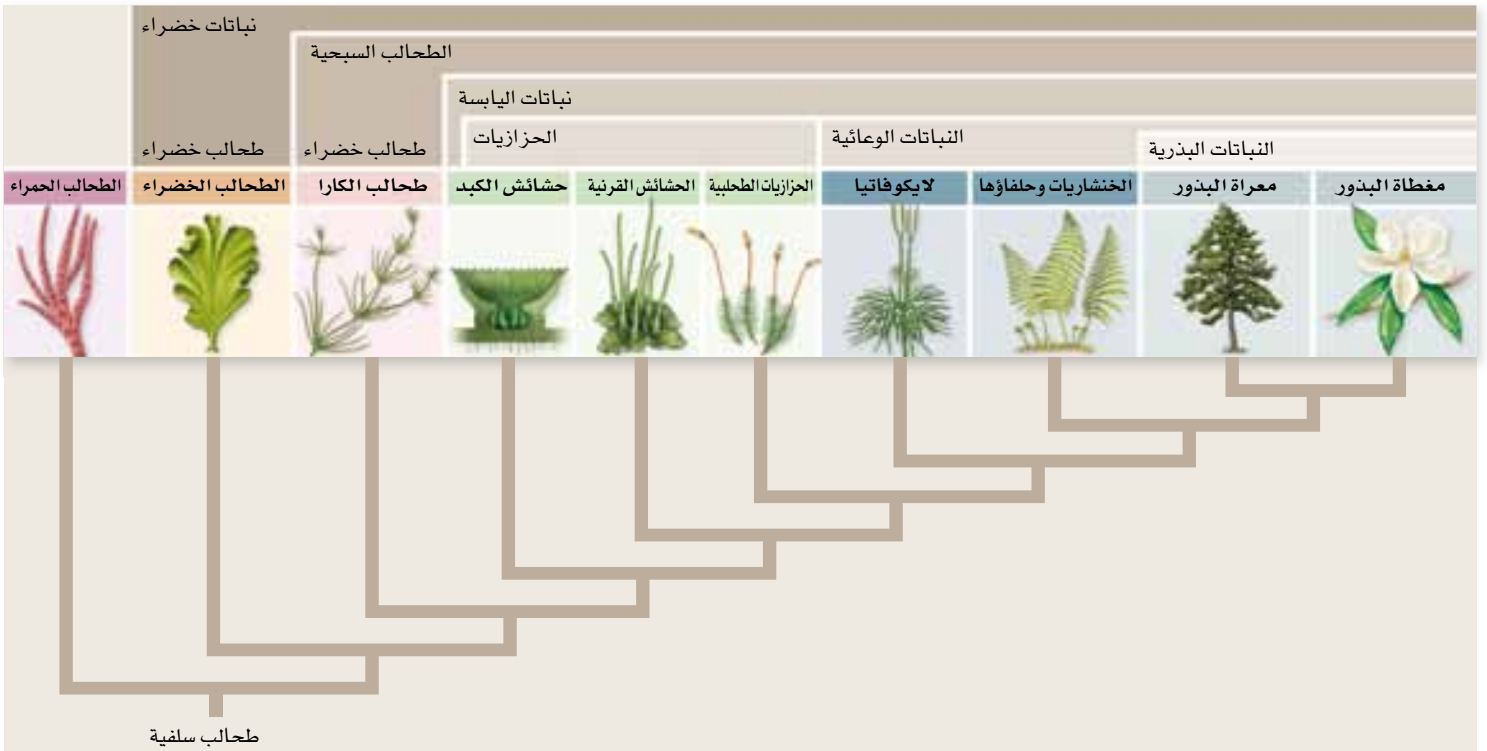 نباتات خضراء
الطحالب السبحية
نباتات اليابسة
الحزازيات
النباتات الوعائية
النباتات البذرية
طحالب خضراء
طحالب خضراء
الطحالب الحمراء
الطحالب الخضراء
طحالب الكارا
حشائش الكبد
الحشائش القرنية
الحزازيات الطحلبية
لايكوفاتيا
الخنشاريات وحلفاؤها
معراة البذور
مغطاة البذور
طحالب سلفية